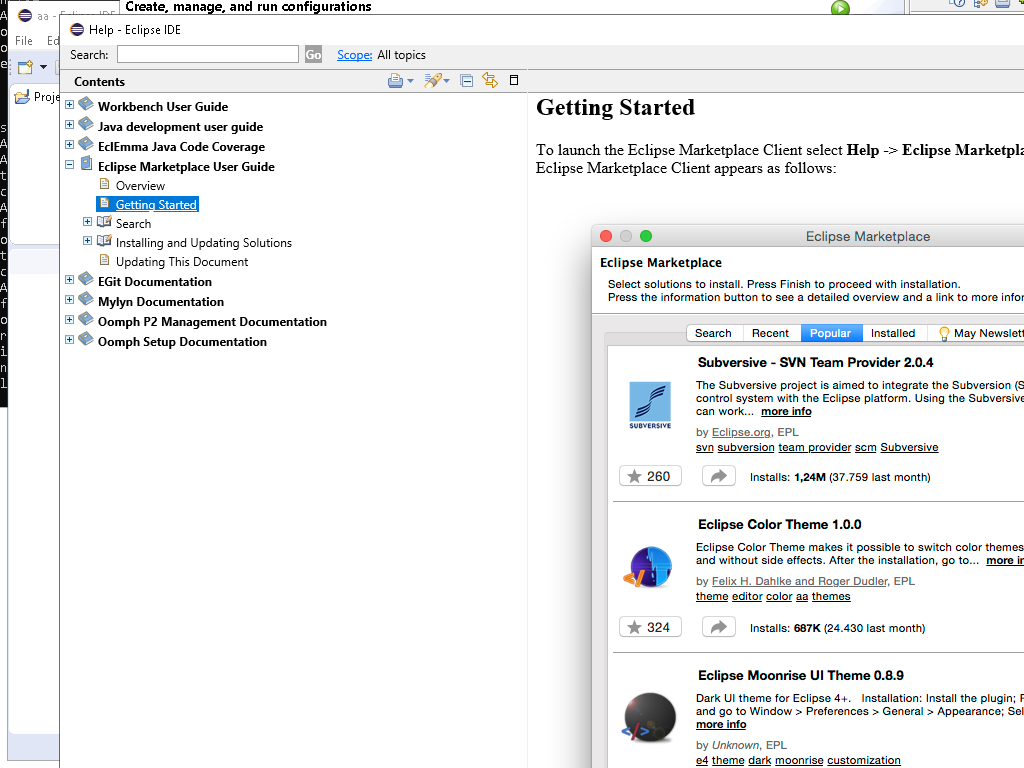 Create, manage, and run configurations
aa - Eclipse IDE
File
Ed
Help - Eclipse IDE
Search:
Go
Scope: All topics
Proje
Contents
Workbench User Guide
Java development user guide
EclEmma Java Code Coverage
Eclipse Marketplace User Guide
Overview
Getting Started
Search
Installing and Updating Solutions
Updating This Document
EGit Documentation
Mylyn Documentation
Oomph P2 Management Documentation
Oomph Setup Documentation
Getting Started
To launch the Eclipse Marketplace Client select Help -> Eclipse Marketpla
Eclipse Marketplace Client appears as follows:
Eclipse Marketplace
Eclipse Marketplace
Select solutions to install. Press Finish to proceed with installation.
Press the information button to see a detailed overview and a link to more infor
Search Recent Popular Installed May Newslett
Subversive - SVN Team Provider 2.0.4
The Subversive project is aimed to integrate the Subversion (S
control system with the Eclipse platform. Using the Subversive
can work... more info
SUBVERSIVE
by Eclipse.org, EPL
svn subversion team provider scm Subversive
260 Installs: 1,24M (37.759 last month)
Eclipse Color Theme 1.0.0
Eclipse Color Theme makes it possible to switch color themes
and without side effects. After the installation, go to... more in
by Felix H. Dahlke and Roger Dudler, EPL
theme editor color aa themes
324 Installs: 687K (24.430 last month)
Eclipse Moonrise UI Theme 0.8.9
Dark UI theme for Eclipse 4+. Installation: Install the plugin; R
and go to Window > Preferences > General > Appearance; Sel
more info
by Unknown, EPL
e4 theme dark moonrise customization